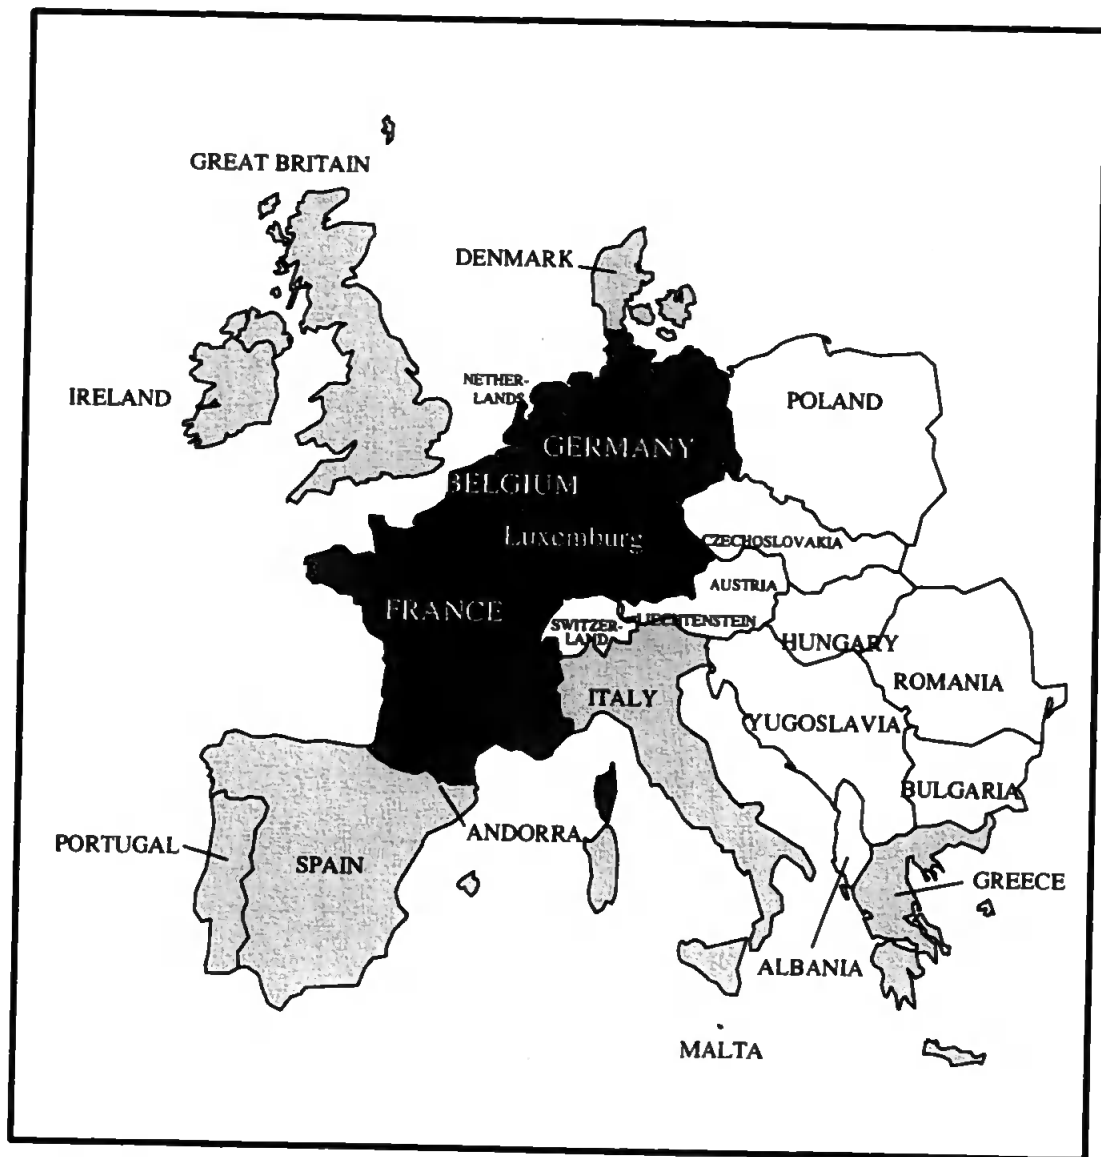 GREAT BRITAIN
DENMARK
NETHER-
LANDS
IRELAND
POLAND
GERMANY
BELGIUM
Luxemburg
CZECHOSLOVAKIA
AUSTRIA
FRANCE
LIECHTENSTEIN
SWITZER-
LAND
HUNGARY
ROMANIA
ITALY
YUGOSLAVIA
BULGARIA
ANDORRA
PORTUGAL
SPAIN
GREECE
ALBANIA
MALTA